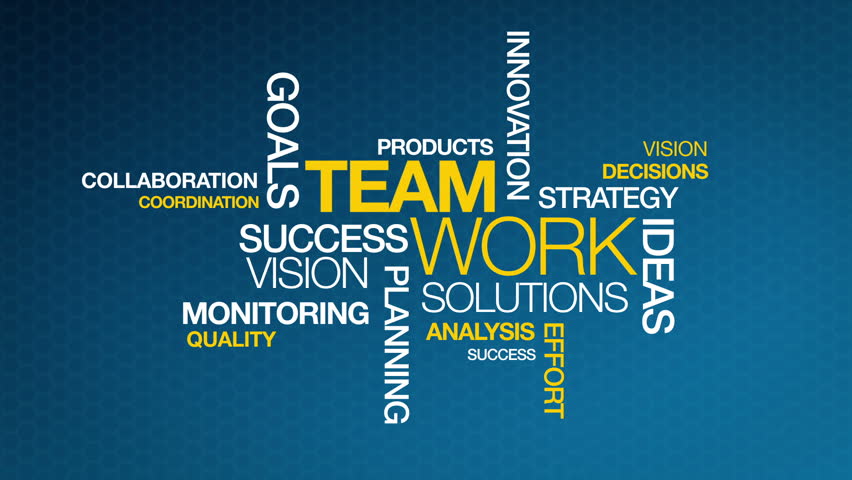 INNOVATION
GOALS
PRODUCTS
VISION
DECISIONS
COLLABORATION
COORDINATION
TEAM
STRATEGY
SUCCESS
WORK
IDEAS
VISION
PLANNING
SOLUTIONS
MONITORING
QUALITY
ANALYSIS
EFFORT
SUCCESS